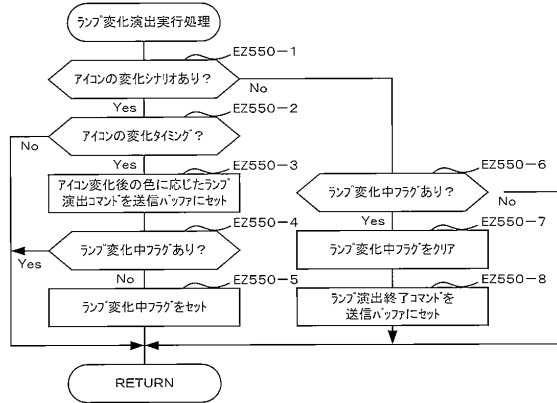 ランプ変化演出実行処理
EZ550-1
アイコンの変化シナリオあり？
No
Yes
EZ550-2
アイコンの変化タイミング？
No
Yes
EZ550-3
アイコン変化後の色に応じたランプ
演出コマンドを送信バッファにセット
EZ550-4
ランプ変化中フラグあり？
Yes
No
EZ550-5
ランプ変化中フラグをセット
EZ550-6
ランプ変化中フラグあり？
No
Yes
EZ550-7
ランプ変化中フラグをクリア
EZ550-8
ランプ演出終了コマンドを
送信バッファにセット
RETURN